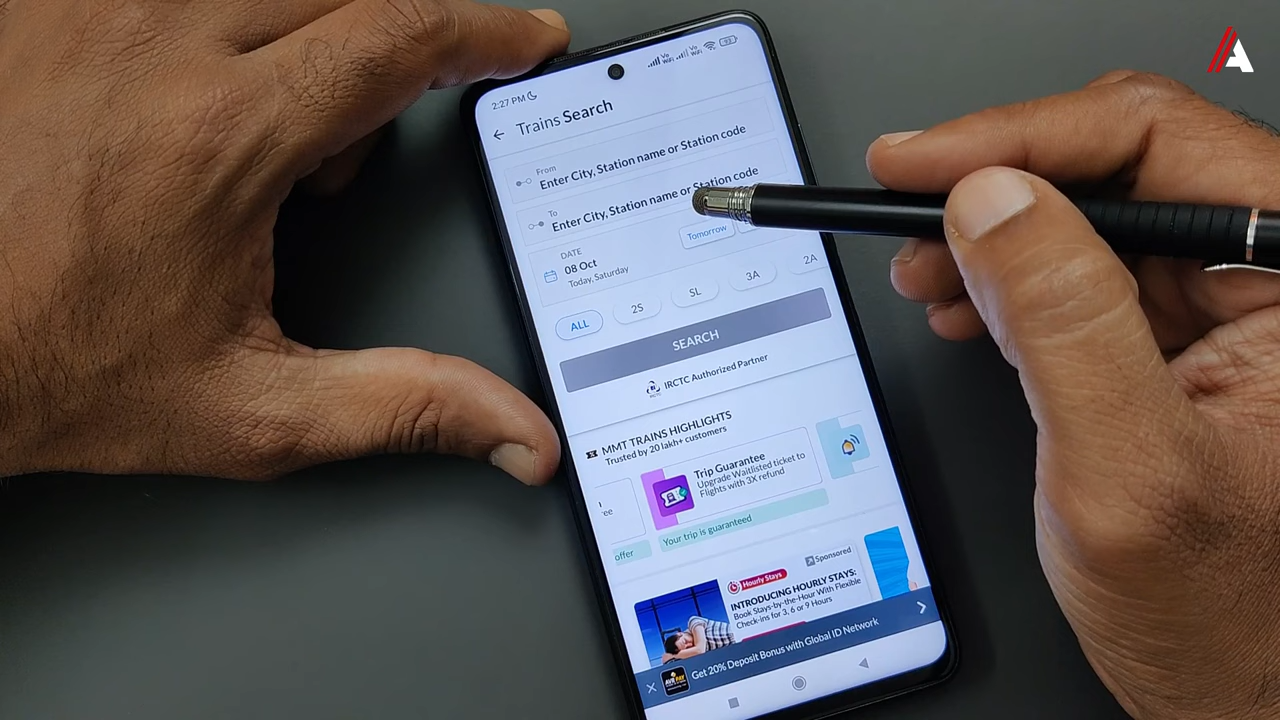 2:27 PM
Trains Search
From
Enter City, Station name or Station code
To
Enter City, Station name or Station code
Tomorrow
DATE
08 Oct
Today, Saturday
ALL
2S
SL
3A
2A
SEARCH
IRCTC Authorized Partner
MMT TRAINS HIGHLIGHTS
Trusted by 20 lakh+ customers
Trip Guarantee
Upgrade Waitlisted ticket to
Flights with 3X refund
Your trip is guaranteed
offer
Sponsored
Hourly Stays
INTRODUCING HOURLY STAYS:
Book Stays-by-the-Hour With Flexible
Check-ins for 3, 6 or 9 Hours
Get 20% Deposit Bonus with Global ID Network
A